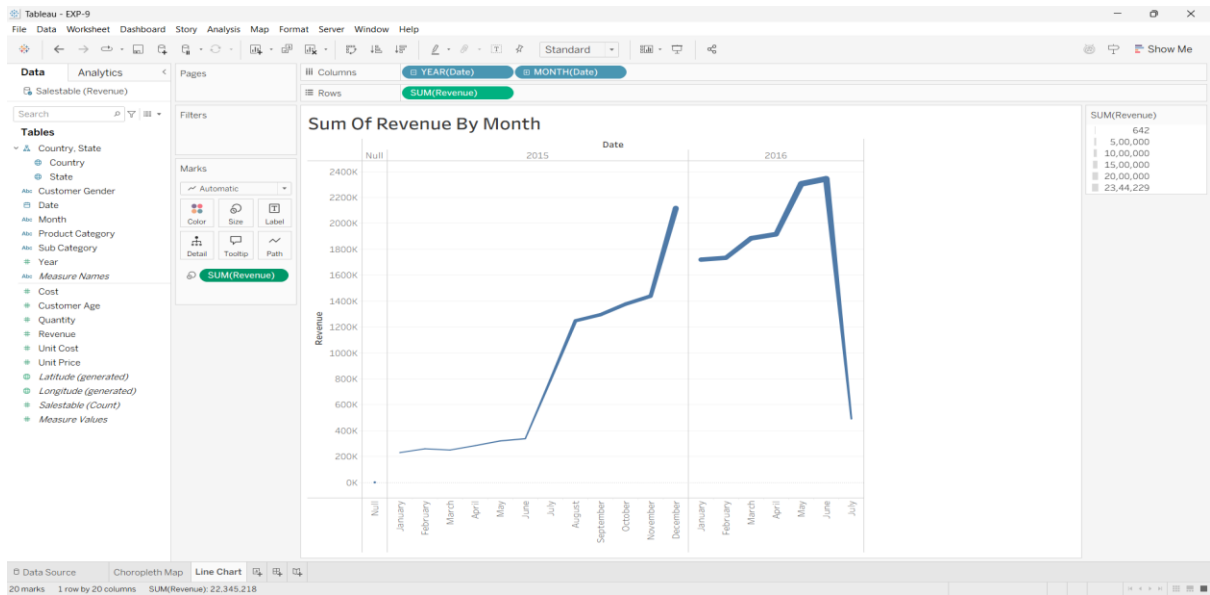 Tableau - EXP-9
File Data Worksheet Dashboard Story Analysis Map Format Server Window Help
Standard
Show Me
Data Analytics
Salestable (Revenue)
Search
Tables
Country, State
Country
State
Abc Customer Gender
Date
Abc Month
Abc Product Category
Abc Sub Category
# Year
Abc Measure Names
# Cost
# Customer Age
# Quantity
# Revenue
# Unit Cost
# Unit Price
Latitude (generated)
Longitude (generated)
# Salestable (Count)
# Measure Values
Pages
Filters
Marks
Automatic
Color Size Label
Detail Tooltip Path
SUM(Revenue)
Columns YEAR(Date) MONTH(Date)
Rows SUM(Revenue)
Sum Of Revenue By Month
Date
Null 2015 2016
Revenue
2400K
2200K
2000K
1800K
1600K
1400K
1200K
1000K
800K
600K
400K
200K
0K
Null January February March April May June July August September October November December January February March April May June July
SUM(Revenue)
642
5,00,000
10,00,000
15,00,000
20,00,000
23,44,229
Data Source Choropleth Map Line Chart
20 marks 1 row by 20 columns SUM(Revenue): 22,345,218